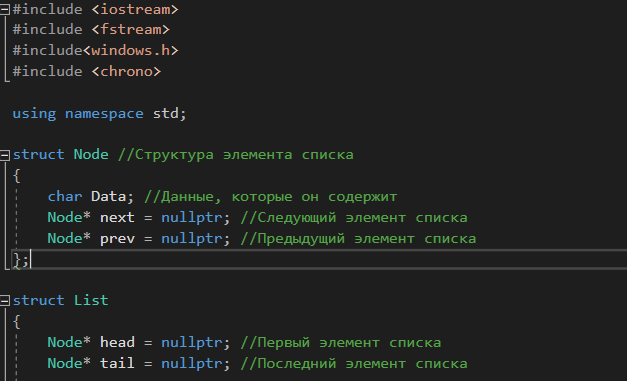 #include <iostream>
#include <fstream>
#include<windows.h>
#include <chrono>
using namespace std;
struct Node //Структура элемента списка
{
char Data; //Данные, которые он содержит
Node* next = nullptr; //Следующий элемент списка
Node* prev = nullptr; //Предыдущий элемент списка
};
struct List
{
Node* head = nullptr; //Первый элемент списка
Node* tail = nullptr; //Последний элемент списка